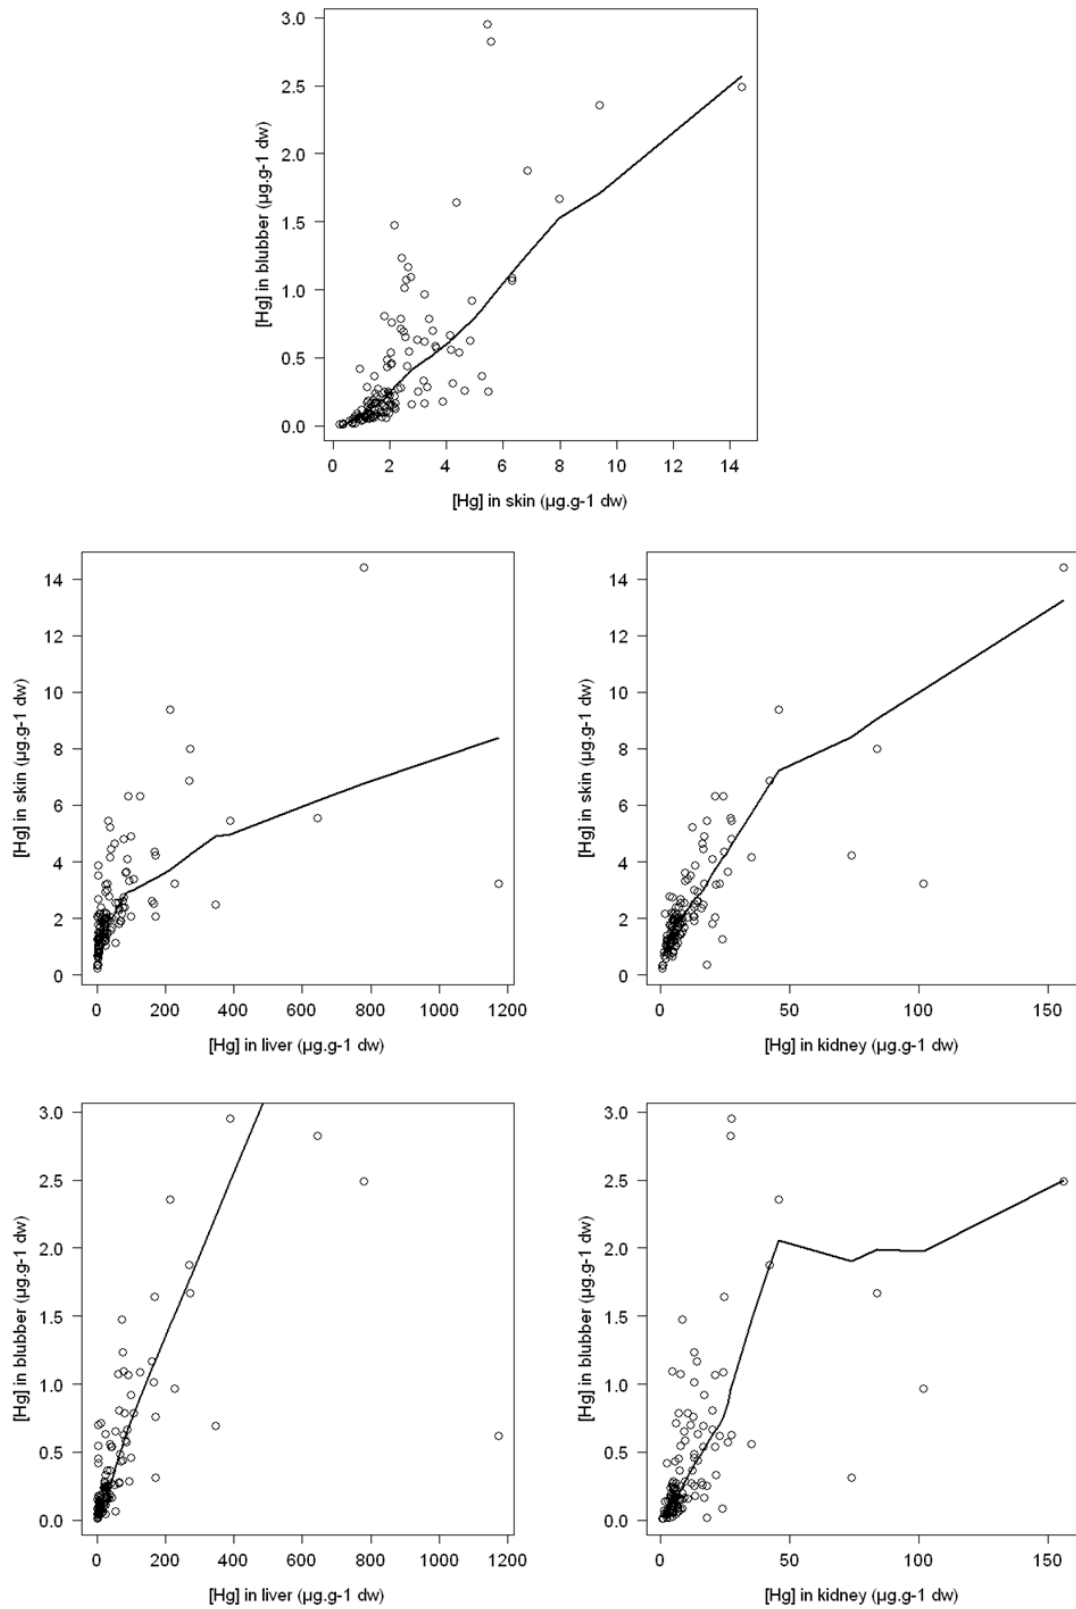 3.0
2.5
2.0
1.5
1.0
0.5
0.0
[Hg] in blubber (µg.g-1 dw)
0 2 4 6 8 10 12 14
[Hg] in skin (µg.g-1 dw)
14
12
10
8
6
4
2
0
[Hg] in skin (µg.g-1 dw)
0 200 400 600 800 1000 1200
[Hg] in liver (µg.g-1 dw)
14
12
10
8
6
4
2
0
[Hg] in skin (µg.g-1 dw)
0 50 100 150
[Hg] in kidney (µg.g-1 dw)
3.0
2.5
2.0
1.5
1.0
0.5
0.0
[Hg] in blubber (µg.g-1 dw)
0 200 400 600 800 1000 1200
[Hg] in liver (µg.g-1 dw)
3.0
2.5
2.0
1.5
1.0
0.5
0.0
[Hg] in blubber (µg.g-1 dw)
0 50 100 150
[Hg] in kidney (µg.g-1 dw)